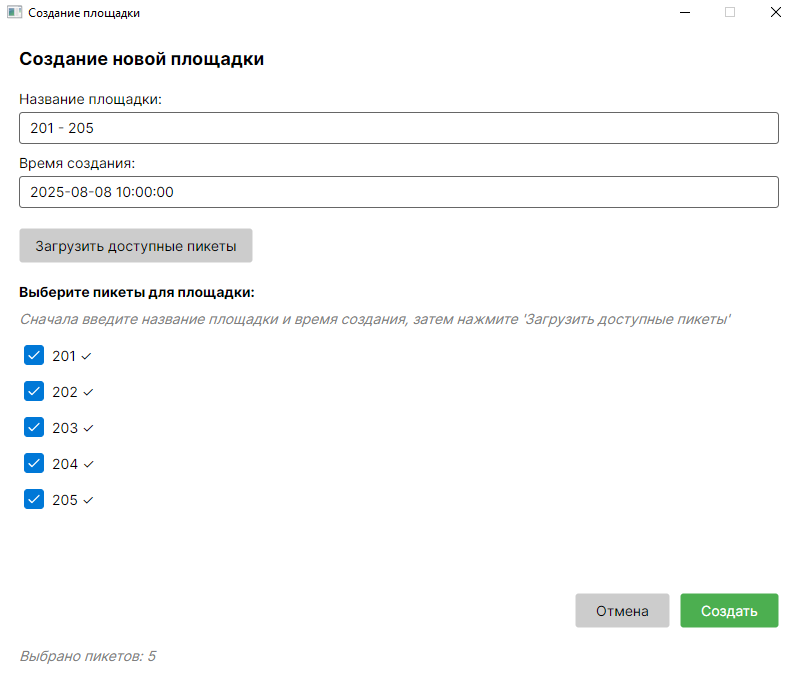 Создание площадки
Создание новой площадки
Название площадки:
201 - 205
Время создания:
2025-08-08 10:00:00
Загрузить доступные пикеты
Выберите пикеты для площадки:
Сначала введите название площадки и время создания, затем нажмите 'Загрузить доступные пикеты'
201 ✓
202 ✓
203 ✓
204 ✓
205 ✓
Отмена Создать
Выбрано пикетов: 5